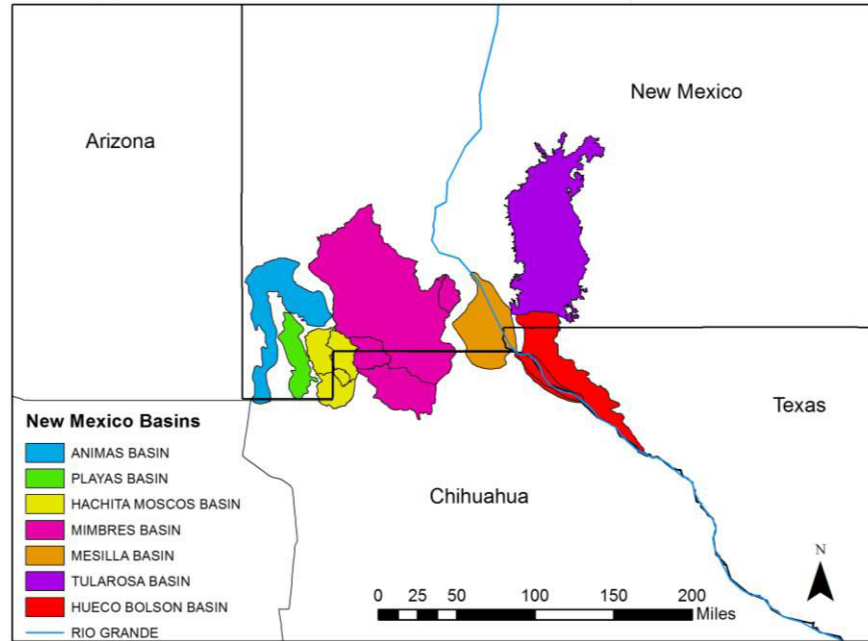 New Mexico
Arizona
Texas
Chihuahua
New Mexico Basins
ANIMAS BASIN
PLAYAS BASIN
HACHITA MOSCOS BASIN
MIMBRES BASIN
MESILLA BASIN
TULAROSA BASIN
HUECO BOLSON BASIN
RIO GRANDE
N
0 25 50 100 150 200
Miles